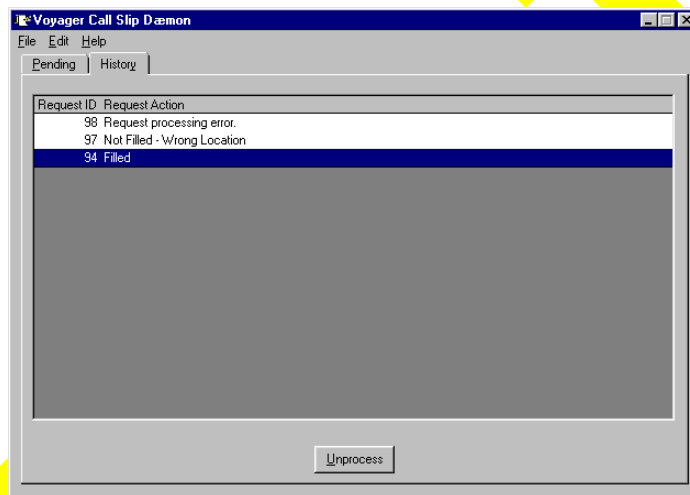 Voyager Call Slip Dæmon
File Edit Help
Pending History
Request ID Request Action
98 Request processing error.
97 Not Filled - Wrong Location
94 Filled
Unprocess